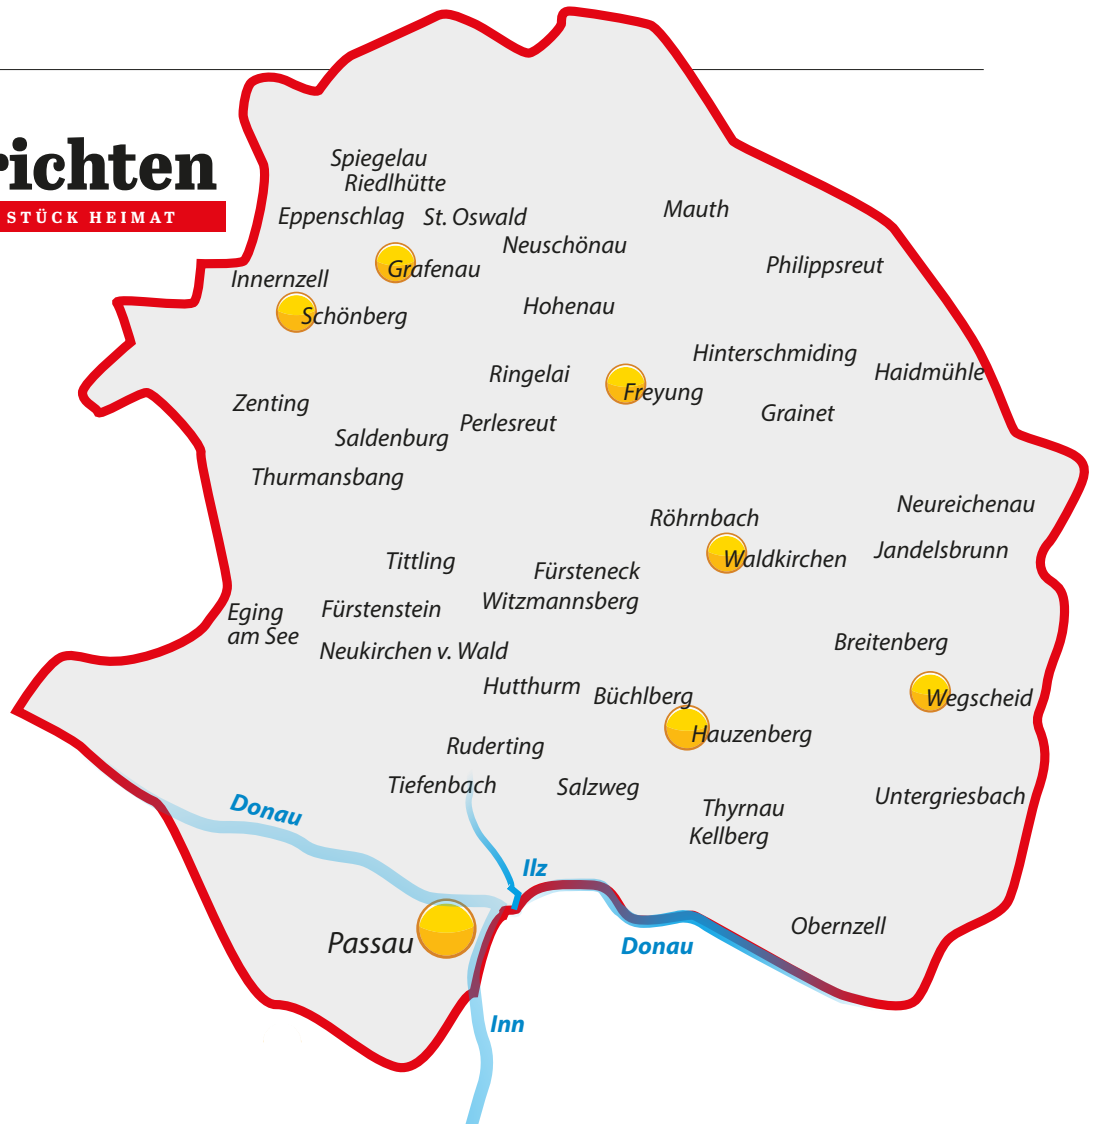 richten
STÜCK HEIMAT
Spiegelau
Riedlhütte
Eppenschlag
St. Oswald
Mauth
Neuschönau
Philippsreut
Innernzell
Grafenau
Schönberg
Hohenau
Hinterschmiding
Haidmühle
Ringelai
Freyung
Grainet
Zenting
Perlesreut
Saldenburg
Thurmansbang
Neureichenau
Röhrnbach
Jandelsbrunn
Waldkirchen
Tittling
Fürsteneck
Witzmannsberg
Eging
am See
Fürstenstein
Neukirchen v. Wald
Breitenberg
Hutthurm
Büchlberg
Wegscheid
Hauzenberg
Ruderting
Tiefenbach
Salzweg
Thyrnau
Kellberg
Untergriesbach
Donau
Ilz
Obernzell
Passau
Donau
Inn